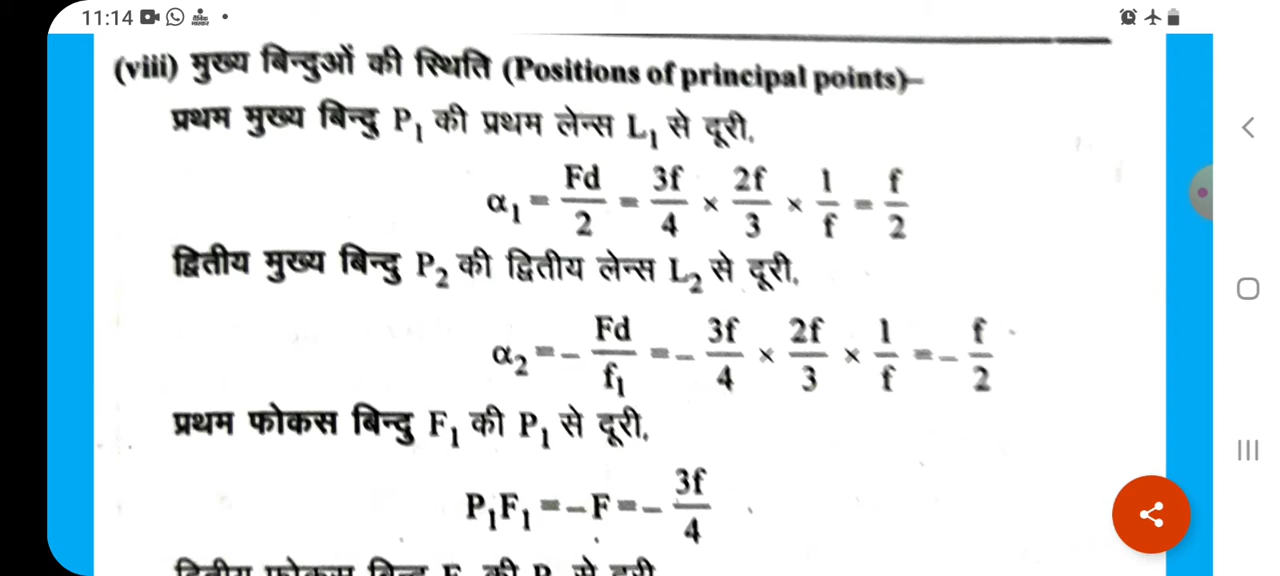 11:14
(viii) मुख्य बिन्दुओं की स्थिति (Positions of principal points)–
प्रथम मुख्य बिन्दु P₁ की प्रथम लेन्स L₁ से दूरी,
α₁ = Fd/2 = 3f/4 × 2f/3 × 1/f = f/2
द्वितीय मुख्य बिन्दु P₂ की द्वितीय लेन्स L₂ से दूरी,
α₂ = – Fd/f₁ = – 3f/4 × 2f/3 × 1/f = – f/2
प्रथम फोकस बिन्दु F₁ की P₁ से दूरी,
P₁F₁ = – F = – 3f/4
द्वितीय फोकस बिन्दु F की P से दूरी